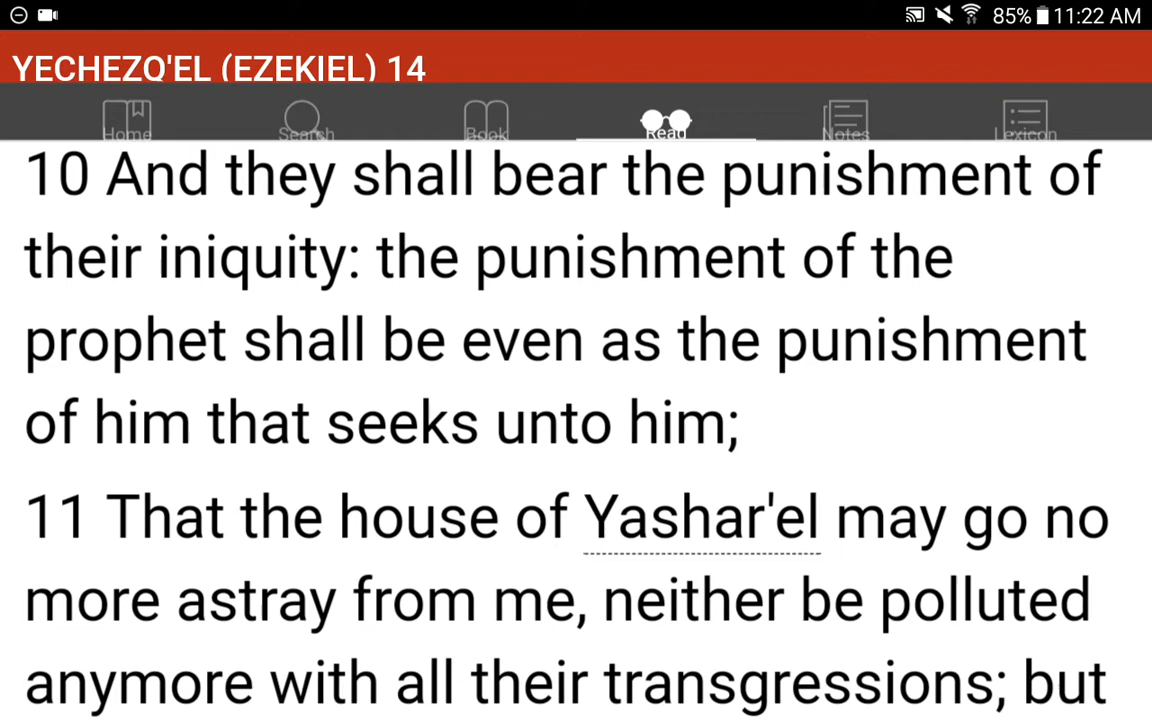 85% 11:22 AM
YECHEZQ'EL (EZEKIEL) 14
Home Search Book Read Notes Lexicon
10 And they shall bear the punishment of
their iniquity: the punishment of the
prophet shall be even as the punishment
of him that seeks unto him;
11 That the house of Yashar'el may go no
more astray from me, neither be polluted
anymore with all their transgressions; but